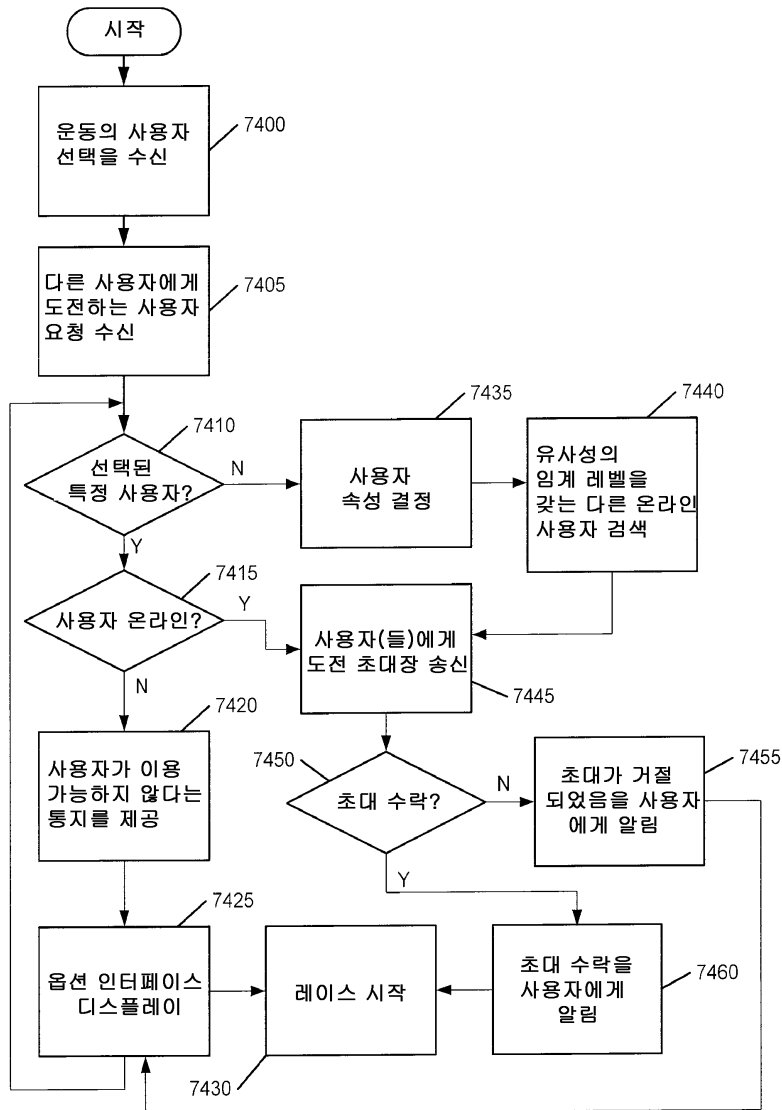 시작
운동의 사용자
선택을 수신
7400
다른 사용자에게
도전하는 사용자
요청 수신
7405
선택된
특정 사용자?
7410
N
Y
사용자
속성 결정
7435
유사성의
임계 레벨을
갖는 다른 온라인
사용자 검색
7440
사용자 온라인?
7415
Y
N
사용자(들)에게
도전 초대장 송신
7445
사용자가 이용
가능하지 않다는
통지를 제공
7420
초대 수락?
7450
N
Y
초대가 거절
되었음을 사용자
에게 알림
7455
옵션 인터페이스
디스플레이
7425
레이스 시작
7430
초대 수락을
사용자에게
알림
7460